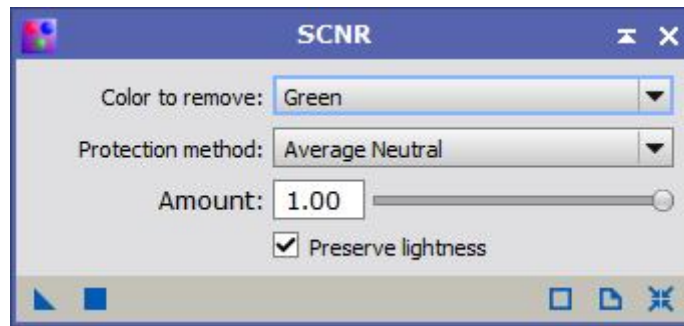 SCNR
Color to remove: Green
Protection method: Average Neutral
Amount: 1.00
Preserve lightness